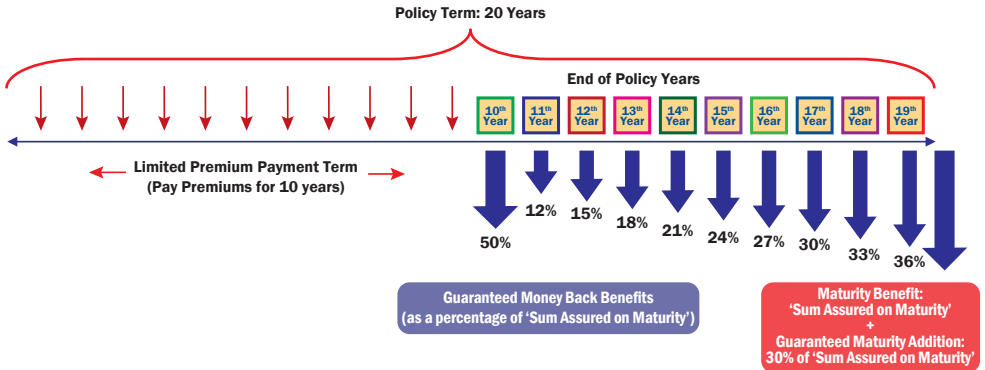 Policy Term: 20 Years
End of Policy Years
10th
Year
11th
Year
12th
Year
13th
Year
14th
Year
15th
Year
16th
Year
17th
Year
18th
Year
19th
Year
Limited Premium Payment Term
(Pay Premiums for 10 years)
50%
12%
15%
18%
21%
24%
27%
30%
33%
36%
Guaranteed Money Back Benefits
(as a percentage of ‘Sum Assured on Maturity’)
Maturity Benefit:
‘Sum Assured on Maturity’
+
Guaranteed Maturity Addition:
30% of ‘Sum Assured on Maturity’